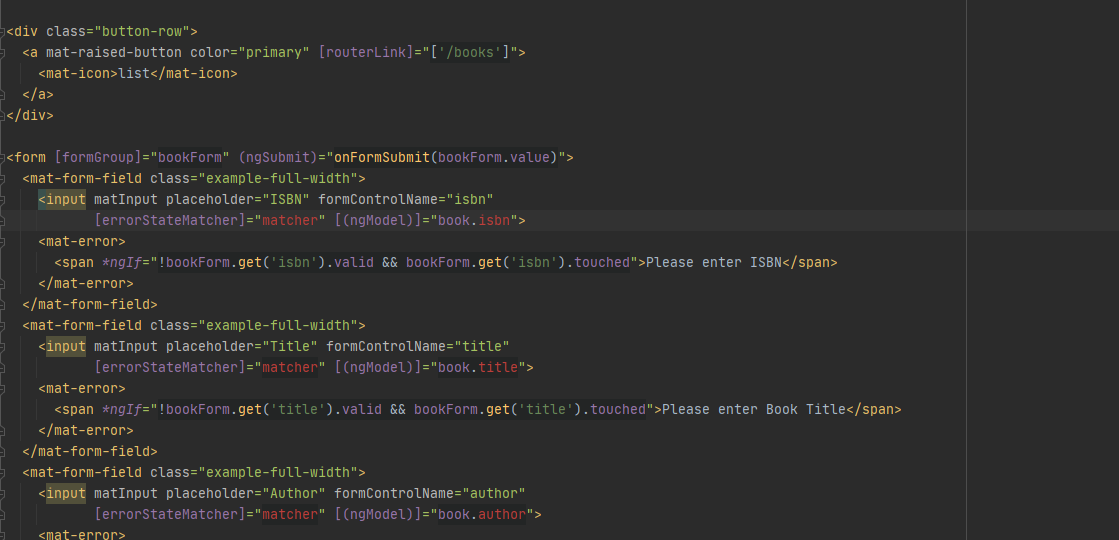 <div class="button-row">
<a mat-raised-button color="primary" [routerLink]="['/books']">
<mat-icon>list</mat-icon>
</a>
</div>
<form [formGroup]="bookForm" (ngSubmit)="onFormSubmit(bookForm.value)">
<mat-form-field class="example-full-width">
<input matInput placeholder="ISBN" formControlName="isbn"
[errorStateMatcher]="matcher" [(ngModel)]="book.isbn">
<mat-error>
<span *ngIf="!bookForm.get('isbn').valid && bookForm.get('isbn').touched">Please enter ISBN</span>
</mat-error>
</mat-form-field>
<mat-form-field class="example-full-width">
<input matInput placeholder="Title" formControlName="title"
[errorStateMatcher]="matcher" [(ngModel)]="book.title">
<mat-error>
<span *ngIf="!bookForm.get('title').valid && bookForm.get('title').touched">Please enter Book Title</span>
</mat-error>
</mat-form-field>
<mat-form-field class="example-full-width">
<input matInput placeholder="Author" formControlName="author"
[errorStateMatcher]="matcher" [(ngModel)]="book.author">
<mat-error>